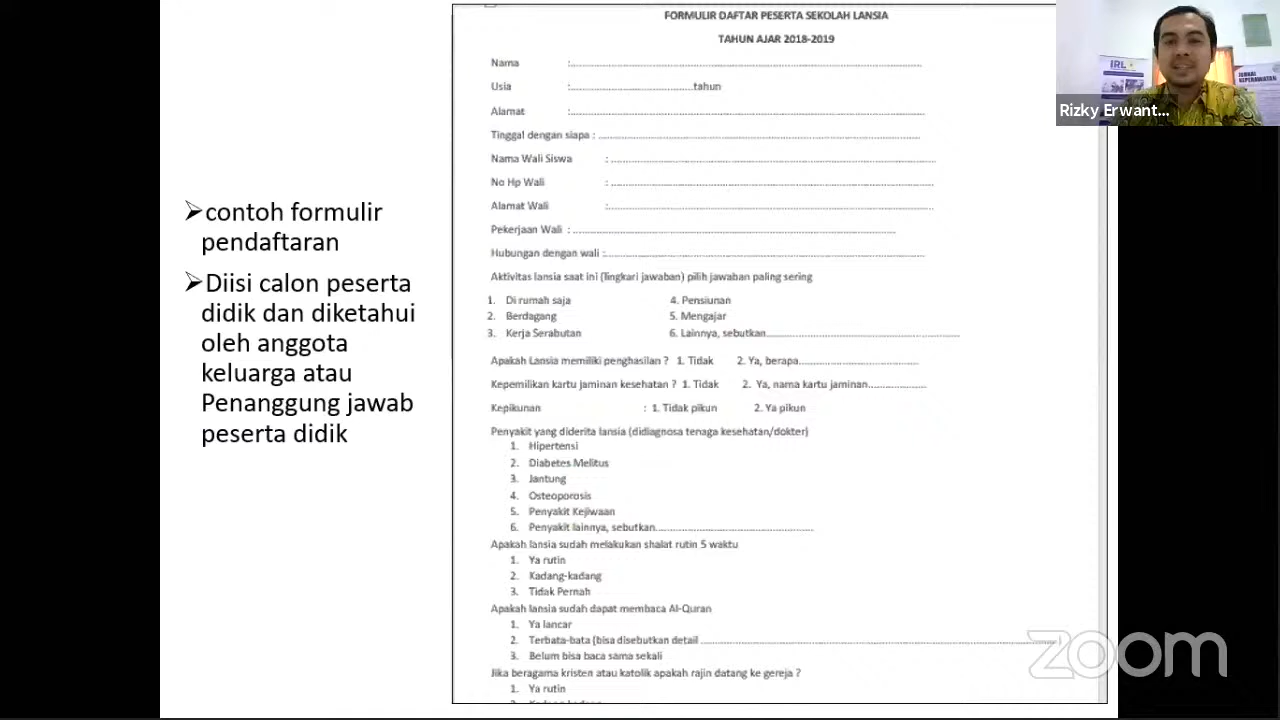 ➢contoh formulir
pendaftaran
➢Diisi calon peserta
didik dan diketahui
oleh anggota
keluarga atau
Penanggung jawab
peserta didik
FORMULIR DAFTAR PESERTA SEKOLAH LANSIA
TAHUN AJAR 2018-2019
Nama :
Usia : tahun
Alamat :
Tinggal dengan siapa :
Nama Wali Siswa :
No Hp Wali :
Alamat Wali :
Pekerjaan Wali :
Hubungan dengan wali :
Aktivitas lansia saat ini (lingkari jawaban) pilih jawaban paling sering
1. Di rumah saja 4. Pensiunan
2. Berdagang 5. Mengajar
3. Kerja Serabutan 6. Lainnya, sebutkan
Apakah Lansia memiliki penghasilan ? 1. Tidak 2. Ya, berapa
Kepemilikan kartu jaminan kesehatan ? 1. Tidak 2. Ya, nama kartu jaminan
Kepikunan : 1. Tidak pikun 2. Ya pikun
Penyakit yang diderita lansia (didiagnosa tenaga kesehatan/dokter)
1. Hipertensi
2. Diabetes Melitus
3. Jantung
4. Osteoporosis
5. Penyakit Kejiwaan
6. Penyakit lainnya, sebutkan
Apakah lansia sudah melakukan shalat rutin 5 waktu
1. Ya rutin
2. Kadang-kadang
3. Tidak Pernah
Apakah lansia sudah dapat membaca Al-Quran
1. Ya lancar
2. Terbata-bata (bisa disebutkan detail )
3. Belum bisa baca sama sekali
Jika beragama kristen atau katolik apakah rajin datang ke gereja ?
1. Ya rutin
IRL
JURNAL KEPERAWATAN
Rizky Erwant...
zoom